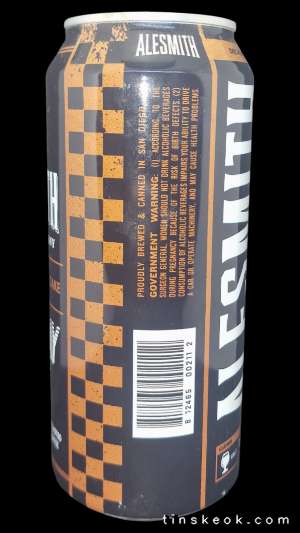 ALESMITH
PROUDLY BREWED & CANNED IN SAN DIEGO,
GOVERNMENT WARNING: (1) ACCORDING TO THE
SURGEON GENERAL, WOMEN SHOULD NOT DRINK ALCOHOLIC BEVERAGES
DURING PREGNANCY BECAUSE OF THE RISK OF BIRTH DEFECTS. (2)
CONSUMPTION OF ALCOHOLIC BEVERAGES IMPAIRS YOUR ABILITY TO DRIVE
A CAR OR OPERATE MACHINERY, AND MAY CAUSE HEALTH PROBLEMS.
8 12465 00211 2
ALESMITH
tinskeok.com